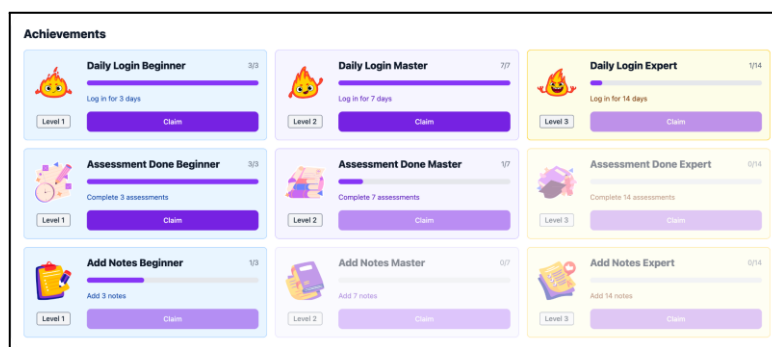 Achievements
Daily Login Beginner 3/3
Log in for 3 days
Level 1 Claim
Daily Login Master 7/7
Log in for 7 days
Level 2 Claim
Daily Login Expert 1/14
Log in for 14 days
Level 3 Claim
Assessment Done Beginner 3/3
Complete 3 assessments
Level 1 Claim
Assessment Done Master 1/7
Complete 7 assessments
Level 2 Claim
Assessment Done Expert 0/14
Complete 14 assessments
Level 3 Claim
Add Notes Beginner 1/3
Add 3 notes
Level 1 Claim
Add Notes Master 0/7
Add 7 notes
Level 2 Claim
Add Notes Expert 0/14
Add 14 notes
Level 3 Claim